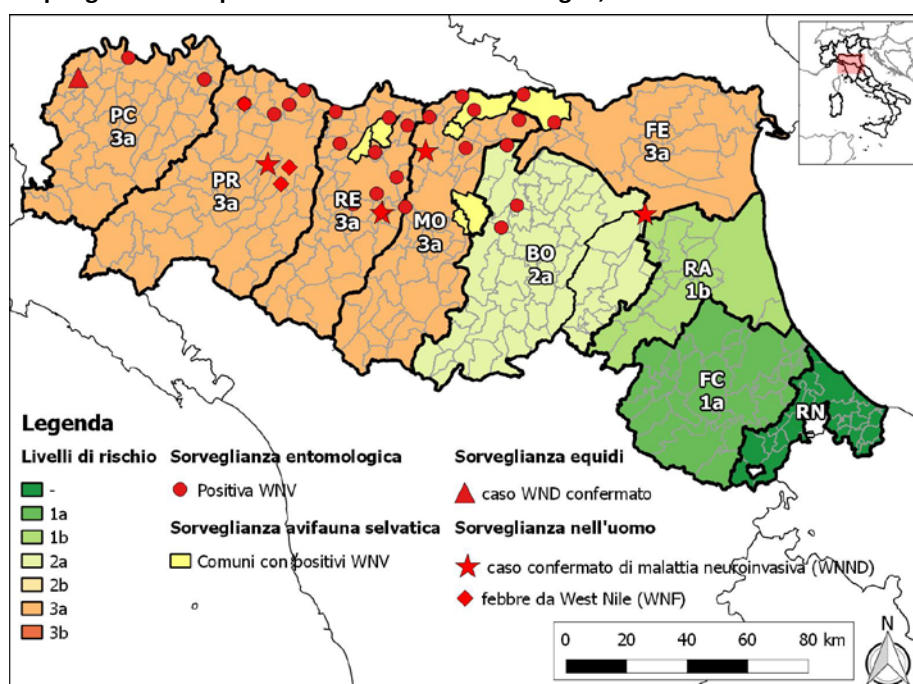 PC
3a
PR
3a
RE
3a
MO
3a
FE
3a
BO
2a
RA
1b
FC
1a
RN
Legenda
Livelli di rischio
-
1a
1b
2a
2b
3a
3b
Sorveglianza entomologica
Positiva WNV
Sorveglianza avifauna selvatica
Comuni con positivi WNV
Sorveglianza equidi
caso WND confermato
Sorveglianza nell'uomo
caso confermato di malattia neuroinvasiva (WNND)
febbre da West Nile (WNF)
0 20 40 60 80 km
N